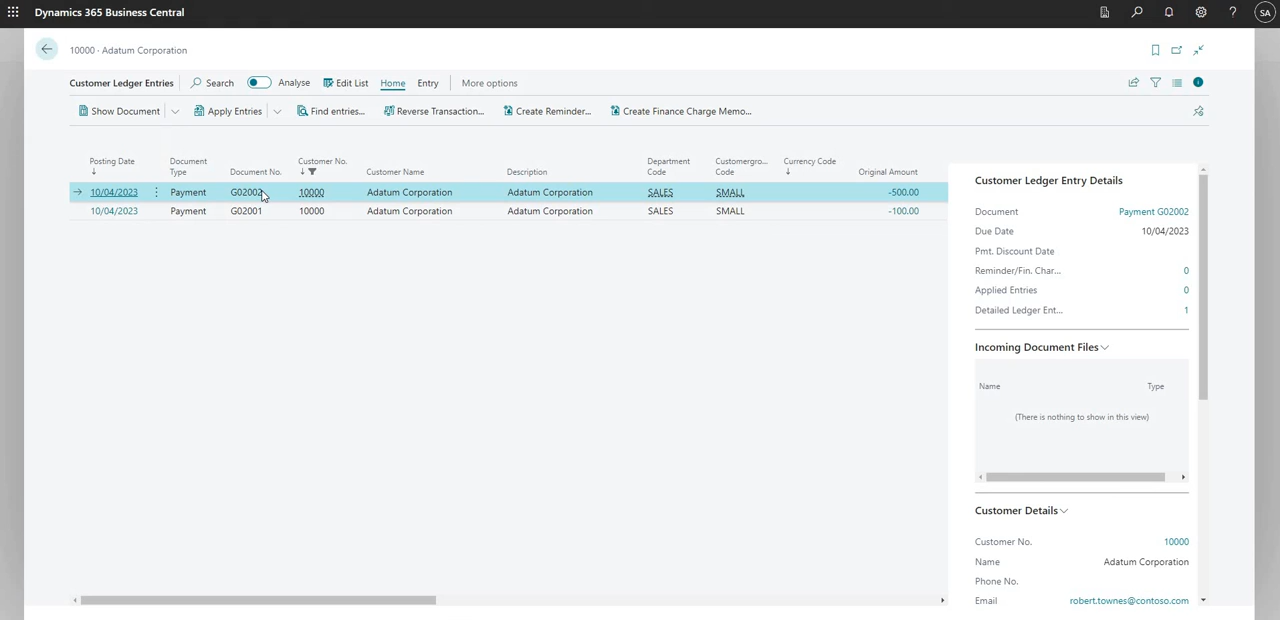 Dynamics 365 Business Central
SA
10000 · Adatum Corporation
Customer Ledger Entries Search Analyse Edit List Home Entry More options
Show Document Apply Entries Find entries... Reverse Transaction... Create Reminder... Create Finance Charge Memo...
Posting Date Document Type Document No. Customer No. Customer Name Description Department Code Customergro... Code Currency Code Original Amount
10/04/2023 Payment G02002 10000 Adatum Corporation Adatum Corporation SALES SMALL -500.00
10/04/2023 Payment G02001 10000 Adatum Corporation Adatum Corporation SALES SMALL -100.00
Customer Ledger Entry Details
Document Payment G02002
Due Date 10/04/2023
Pmt. Discount Date
Reminder/Fin. Char... 0
Applied Entries 0
Detailed Ledger Ent... 1
Incoming Document Files
Name Type
(There is nothing to show in this view)
Customer Details
Customer No. 10000
Name Adatum Corporation
Phone No.
Email robert.townes@contoso.com